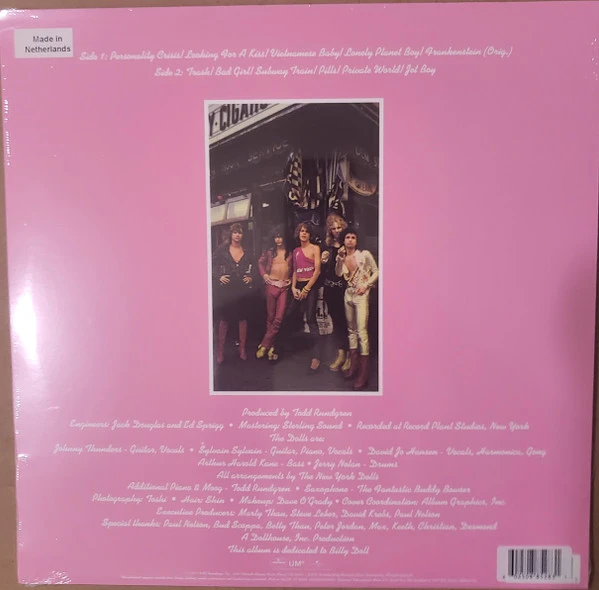 Made in
Netherlands
Side 1: Personality Crisis/ Looking For A Kiss/ Vietnamese Baby/ Lonely Planet Boy/ Frankenstein (Orig.)
Side 2: Trash/ Bad Girl/ Subway Train/ Pills/ Private World/ Jet Boy
Y-CIGARS
Produced by Todd Rundgren
Engineers: Jack Douglas and Ed Sprigg • Mastering: Sterling Sound • Recorded at Record Plant Studios, New York
The Dolls are:
Johnny Thunders - Guitar, Vocals • Sylvain Sylvain - Guitar, Piano, Vocals • David Jo Hansen - Vocals, Harmonica, Gong
Arthur Harold Kane - Bass • Jerry Nolan - Drums
All arrangements by The New York Dolls
Additional Piano & Moog - Todd Rundgren • Saxophone - The Fantastic Buddy Bowser
Photography: Toshi • Hair: Shin • Makeup: Dave O'Grady • Cover Coordination: Album Graphics, Inc.
Executive Producers: Marty Thau, Steve Leber, David Krebs, Paul Nelson
Special thanks: Paul Nelson, Bud Scoppa, Betty Thau, Peter Jordan, Max, Keeth, Christian, Desmond
A Dollhouse, Inc. Production
This album is dedicated to Billy Doll
UMe